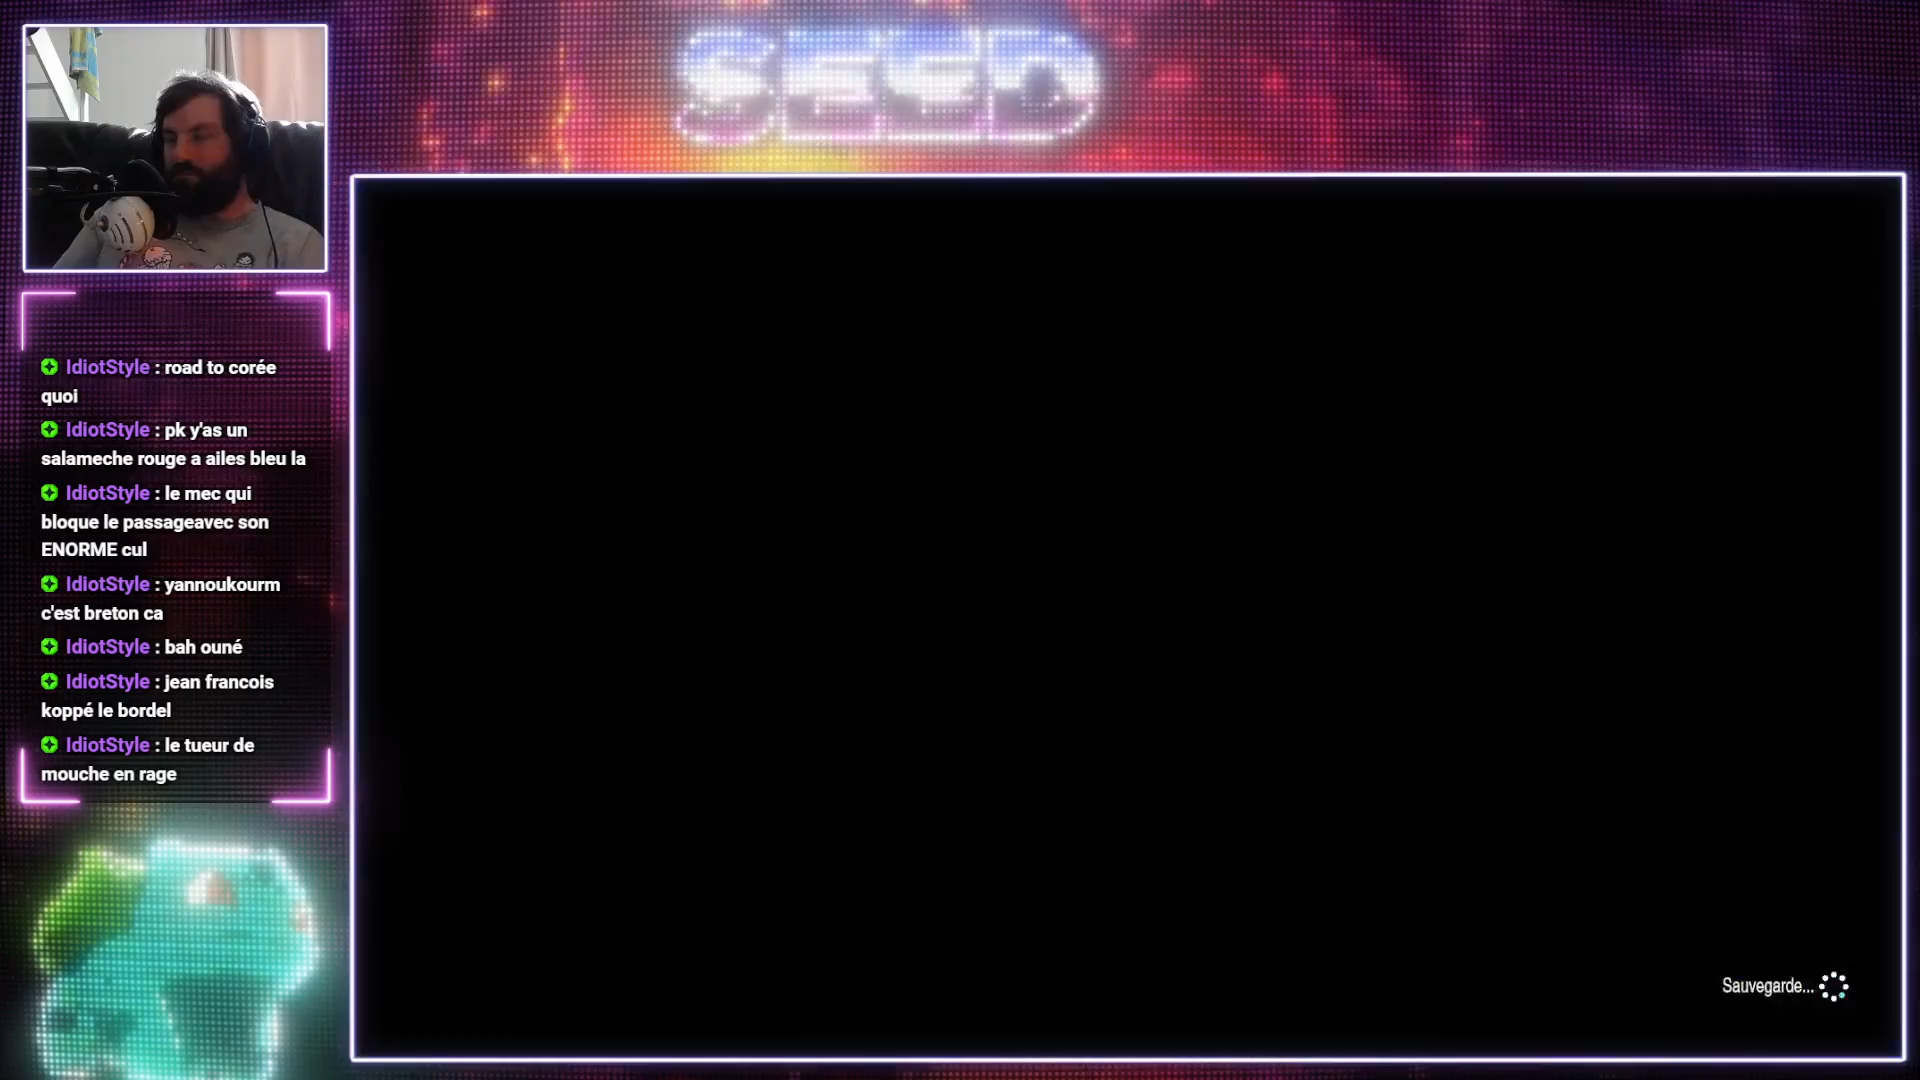 SEED
IdiotStyle : road to corée
quoi
IdiotStyle : pk y'as un
salameche rouge a ailes bleu la
IdiotStyle : le mec qui
bloque le passageavec son
ENORME cul
IdiotStyle : yannoukourm
c'est breton ca
IdiotStyle : bah ouné
IdiotStyle : jean francois
koppé le bordel
IdiotStyle : le tueur de
mouche en rage
Sauvegarde...